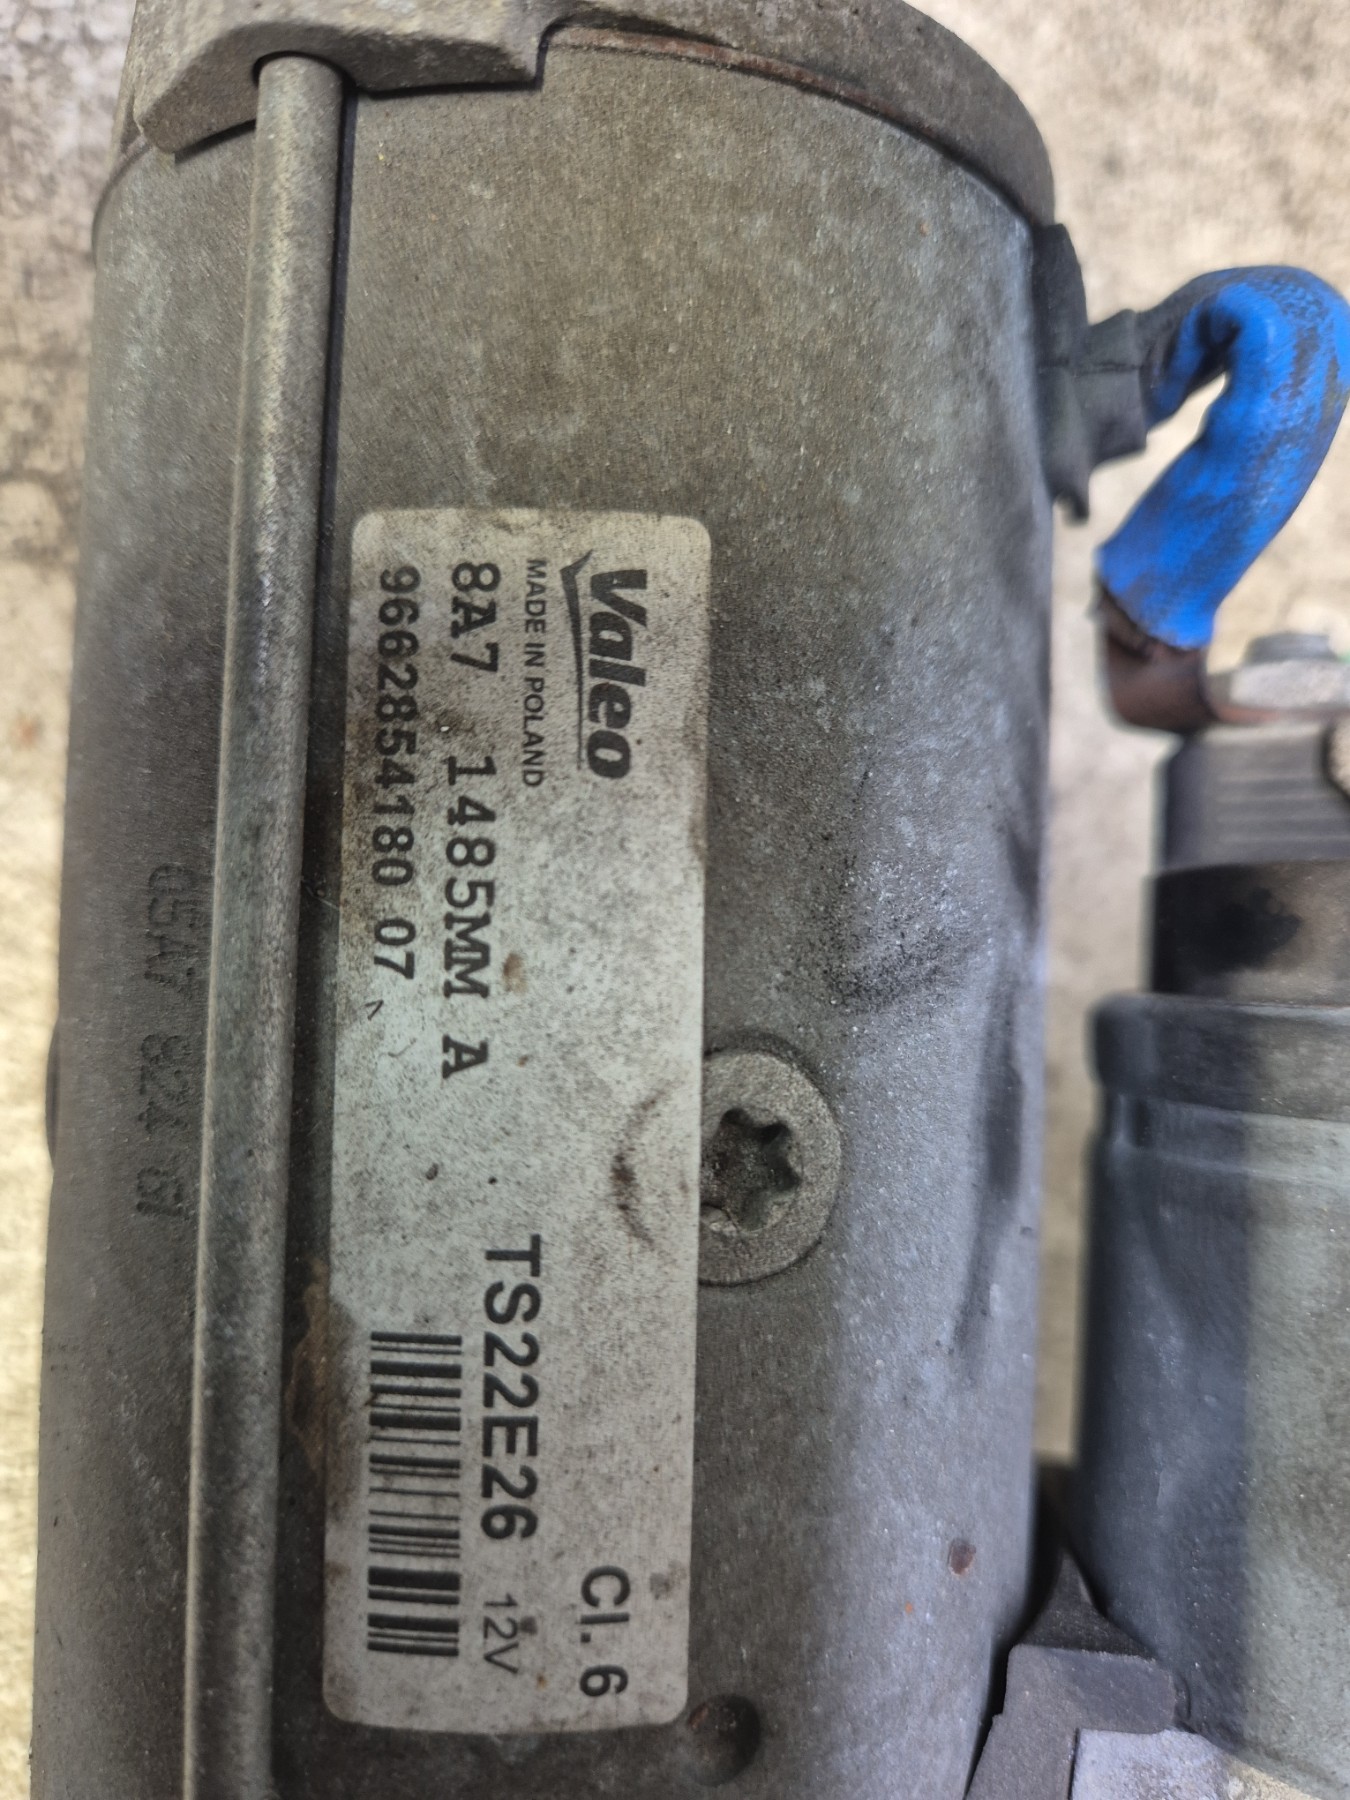 Valeo
MADE IN POLAND
8A7 1485MM A
9662854180 07
Cl. 6
TS22E26 12V